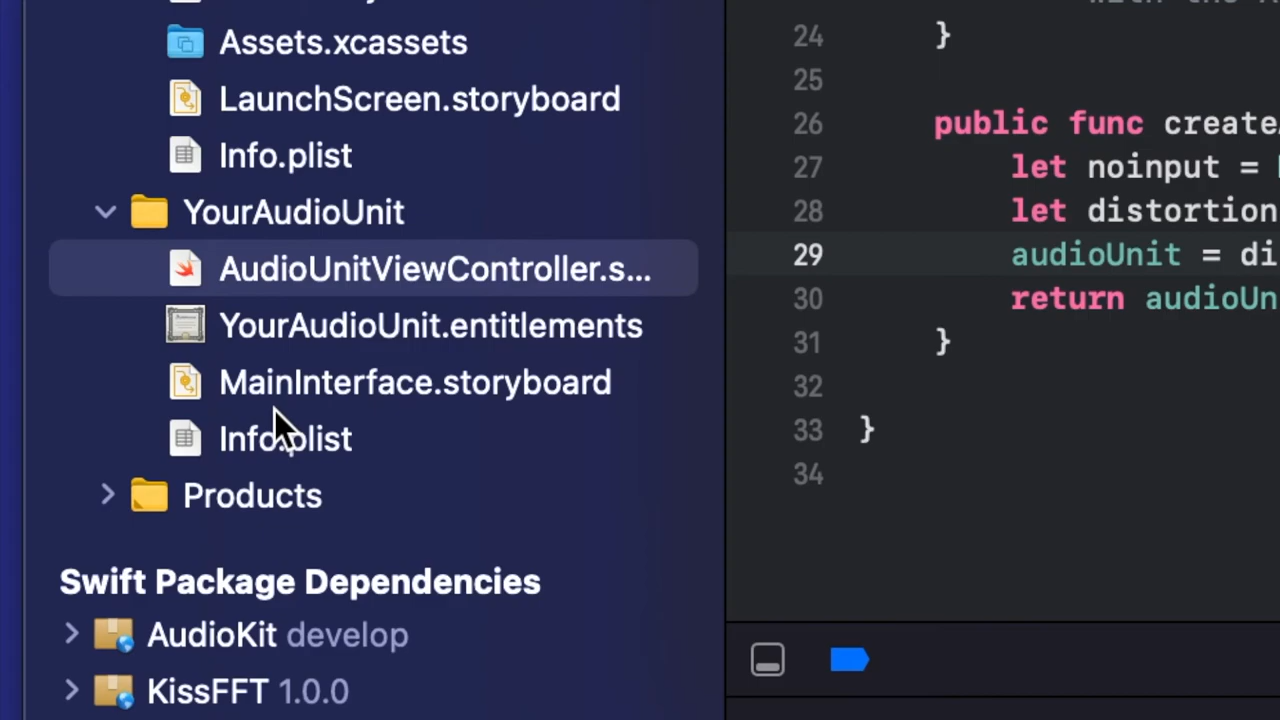 Assets.xcassets
LaunchScreen.storyboard
Info.plist
YourAudioUnit
AudioUnitViewController.s...
YourAudioUnit.entitlements
MainInterface.storyboard
Info.plist
Products
Swift Package Dependencies
AudioKit develop
KissFFT 1.0.0
24 }
25
26 public func create
27 let noinput =
28 let distortion
29 audioUnit = di
30 return audioUn
31 }
32
33 }
34